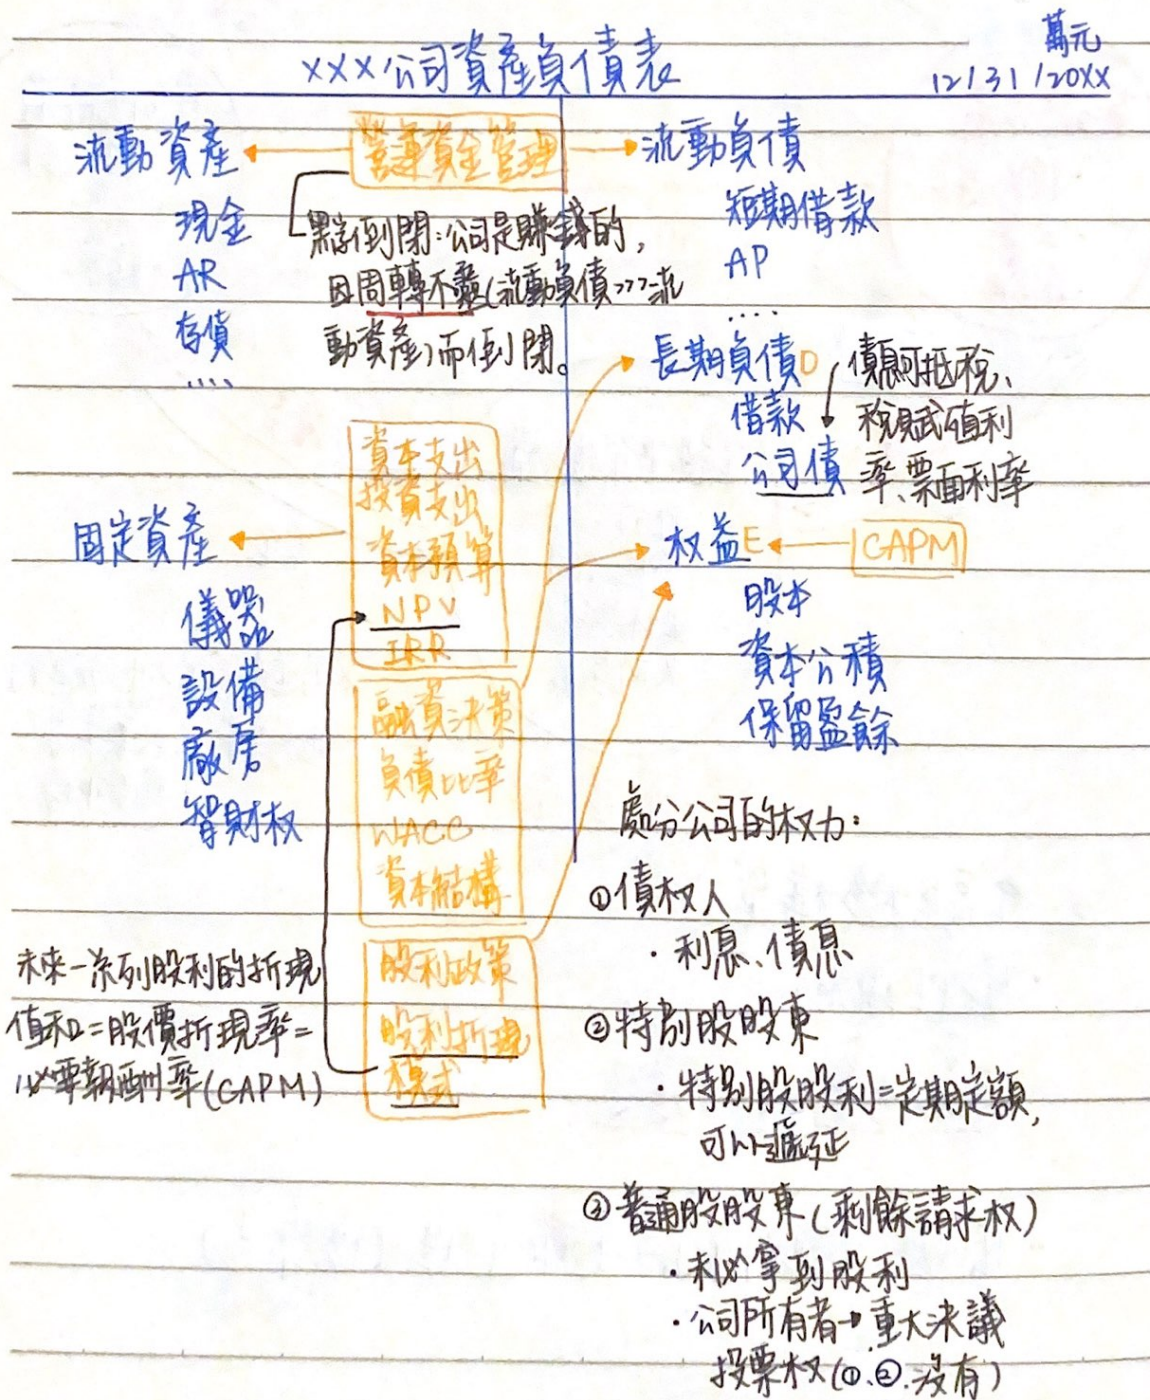 萬元
XXX公司資產負債表
12/31/20XX
流動資產
現金
AR
存貨
....
營運資金管理
黑字倒閉:公司是賺錢的,
因周轉不靈(流動負債>>>流
動資產)而倒閉。
流動負債
短期借款
AP
....
長期負債D
借款
公司債
債息可抵稅、
稅賦殖利
率、票面利率
固定資產
儀器
設備
廠房
智財权
資本支出
投資支出
資本預算
NPV
IRR
权益E
CAPM
股本
資本公積
保留盈餘
融資決策
負債比率
WACC
資本結構
股利政策
股利折現
模式
未來一系列股利的折現
值和=股價折現率=
必要報酬率(CAPM)
處分公司的权力:
①債权人
·利息、債息
②特別股股東
·特別股股利=定期定額,
可以遞延
③普通股股東(剩餘請求权)
·未必拿到股利
·公司所有者→重大決議
投票权(①.②.沒有)